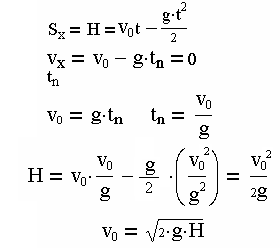 Sₓ = H = v₀t − g·t²/2
vₓ = v₀ − g·tₙ = 0
tₙ
v₀ = g·tₙ tₙ = v₀/g
H = v₀·v₀/g − g/2 ·(v₀²/g²) = v₀²/2g
v₀ = √2·g·H